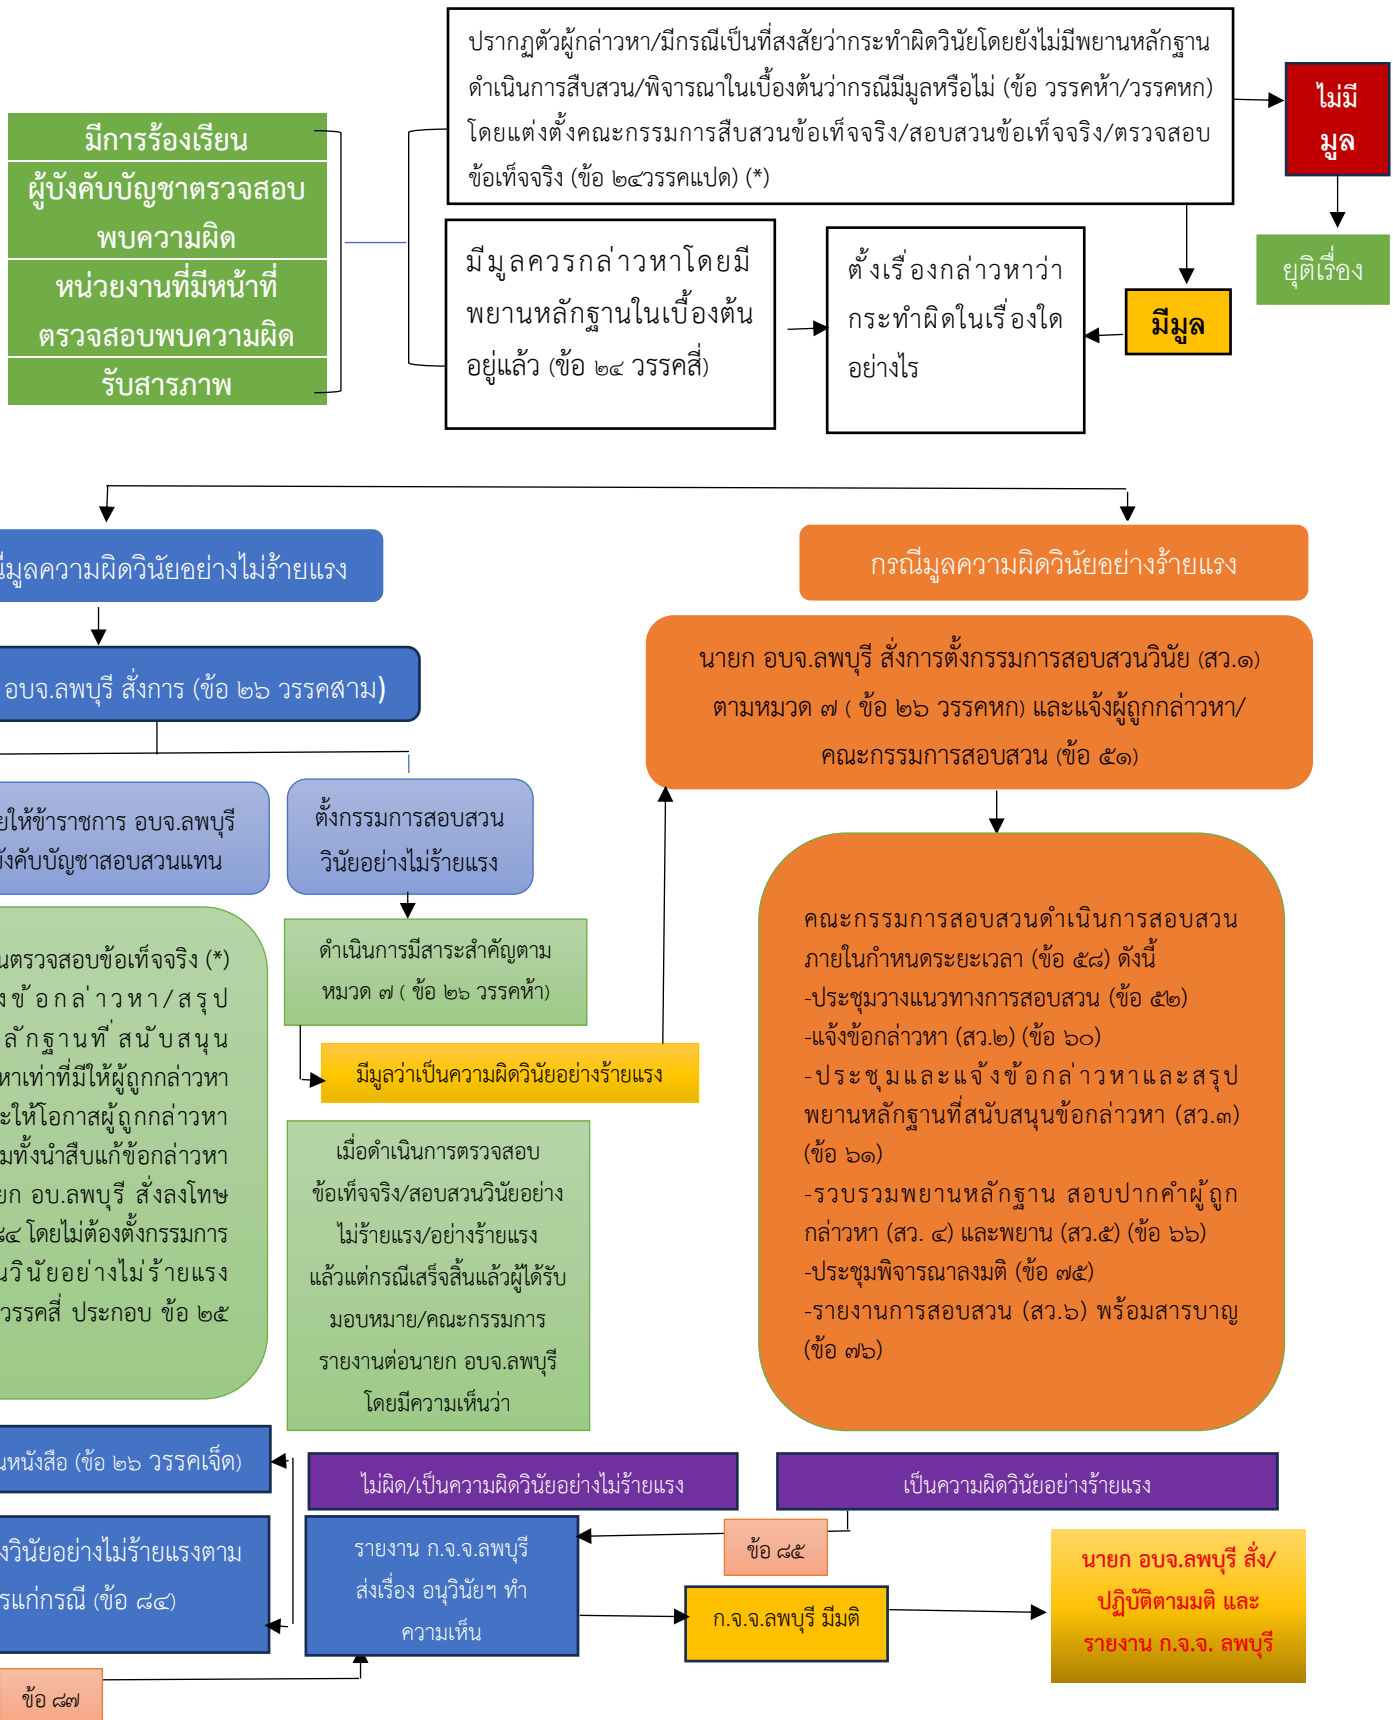 ปรากฏตัวผู้กล่าวหา/มีกรณีเป็นที่สงสัยว่ากระทำผิดวินัยโดยยังไม่มีพยานหลักฐาน
ดำเนินการสืบสวน/พิจารณาในเบื้องต้นว่ากรณีมีมูลหรือไม่ (ข้อ วรรคห้า/วรรคหก)
โดยแต่งตั้งคณะกรรมการสืบสวนข้อเท็จจริง/สอบสวนข้อเท็จจริง/ตรวจสอบ
ข้อเท็จจริง (ข้อ ๒๔วรรคแปด) (*)
ไม่มี
มูล
ยุติเรื่อง
มีการร้องเรียน
ผู้บังคับบัญชาตรวจสอบ
พบความผิด
หน่วยงานที่มีหน้าที่
ตรวจสอบพบความผิด
รับสารภาพ
มีมูลควรกล่าวหาโดยมี
พยานหลักฐานในเบื้องต้น
อยู่แล้ว (ข้อ ๒๔ วรรคสี่)
ตั้งเรื่องกล่าวหาว่า
กระทำผิดในเรื่องใด
อย่างไร
มีมูล
มูลความผิดวินัยอย่างไม่ร้ายแรง
กรณีมูลความผิดวินัยอย่างร้ายแรง
อบจ.ลพบุรี สั่งการ (ข้อ ๒๖ วรรคสาม)
นายก อบจ.ลพบุรี สั่งการตั้งกรรมการสอบสวนวินัย (สว.๑)
ตามหมวด ๗ ( ข้อ ๒๖ วรรคหก) และแจ้งผู้ถูกกล่าวหา/
คณะกรรมการสอบสวน (ข้อ ๕๑)
ยให้ข้าราชการ อบจ.ลพบุรี
ังคับบัญชาสอบสวนแทน
ตั้งกรรมการสอบสวน
วินัยอย่างไม่ร้ายแรง
นตรวจสอบข้อเท็จจริง (*)
งข้อกล่าวหา/สรุป
ลักฐานที่สนับสนุน
หาเท่าที่มีให้ผู้ถูกกล่าวหา
ะให้โอกาสผู้ถูกกล่าวหา
มทั้งนำสืบแก้ข้อกล่าวหา
ยก อบ.ลพบุรี สั่งลงโทษ
๘๔ โดยไม่ต้องตั้งกรรมการ
นวินัยอย่างไม่ร้ายแรง
วรรคสี่ ประกอบ ข้อ ๒๕
ดำเนินการมีสาระสำคัญตาม
หมวด ๗ ( ข้อ ๒๖ วรรคห้า)
มีมูลว่าเป็นความผิดวินัยอย่างร้ายแรง
เมื่อดำเนินการตรวจสอบ
ข้อเท็จจริง/สอบสวนวินัยอย่าง
ไม่ร้ายแรง/อย่างร้ายแรง
แล้วแต่กรณีเสร็จสิ้นแล้วผู้ได้รับ
มอบหมาย/คณะกรรมการ
รายงานต่อนายก อบจ.ลพบุรี
โดยมีความเห็นว่า
คณะกรรมการสอบสวนดำเนินการสอบสวน
ภายในกำหนดระยะเวลา (ข้อ ๕๘) ดังนี้
-ประชุมวางแนวทางการสอบสวน (ข้อ ๕๒)
-แจ้งข้อกล่าวหา (สว.๒) (ข้อ ๖๐)
-ประชุมและแจ้งข้อกล่าวหาและสรุป
พยานหลักฐานที่สนับสนุนข้อกล่าวหา (สว.๓)
(ข้อ ๖๑)
-รวบรวมพยานหลักฐาน สอบปากคำผู้ถูก
กล่าวหา (สว. ๔) และพยาน (สว.๕) (ข้อ ๖๖)
-ประชุมพิจารณาลงมติ (ข้อ ๗๕)
-รายงานการสอบสวน (สว.๖) พร้อมสารบาญ
(ข้อ ๗๖)
นหนังสือ (ข้อ ๒๖ วรรคเจ็ด)
ไม่ผิด/เป็นความผิดวินัยอย่างไม่ร้ายแรง
เป็นความผิดวินัยอย่างร้ายแรง
งวินัยอย่างไม่ร้ายแรงตาม
รแก่กรณี (ข้อ ๘๔)
รายงาน ก.จ.จ.ลพบุรี
ส่งเรื่อง อนุวินัยฯ ทำ
ความเห็น
ข้อ ๘๕
ก.จ.จ.ลพบุรี มีมติ
นายก อบจ.ลพบุรี สั่ง/
ปฏิบัติตามมติ และ
รายงาน ก.จ.จ. ลพบุรี
ข้อ ๘๗